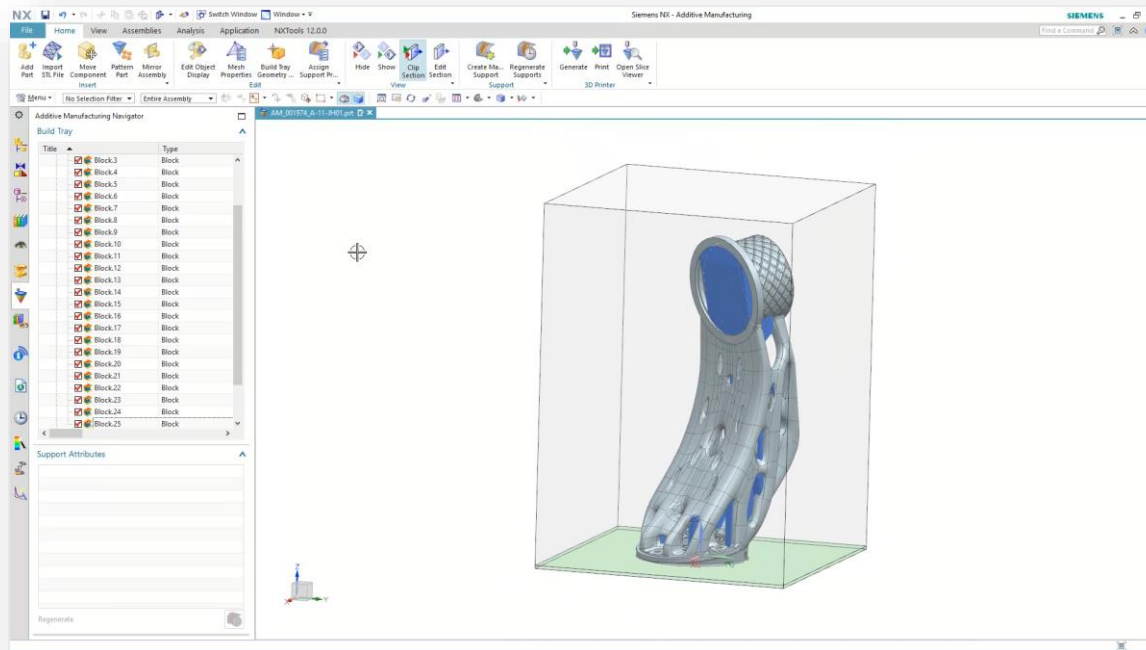 NX
Switch Window
Window
Siemens NX - Additive Manufacturing
SIEMENS
File
Home
View
Assemblies
Analysis
Application
NXTools 12.0.0
Find a Command
Add Part
Import STL File
Move Component
Pattern Part
Mirror Assembly
Edit Object Display
Mesh Properties
Build Tray Geometry ...
Assign Support Pr...
Hide
Show
Clip Section
Edit Section
Create Ma... Support
Regenerate Supports
Generate
Print
Open Slice Viewer
Insert
Edit
View
Support
3D Printer
Menu
No Selection Filter
Entire Assembly
Additive Manufacturing Navigator
AM_001974_A-11-JH01.prt
Build Tray
Title
Type
Block.3 Block
Block.4 Block
Block.5 Block
Block.6 Block
Block.7 Block
Block.8 Block
Block.9 Block
Block.10 Block
Block.11 Block
Block.12 Block
Block.13 Block
Block.14 Block
Block.15 Block
Block.16 Block
Block.17 Block
Block.18 Block
Block.19 Block
Block.20 Block
Block.21 Block
Block.22 Block
Block.23 Block
Block.24 Block
Block.25 Block
Support Attributes
Z
X
Y
Regenerate